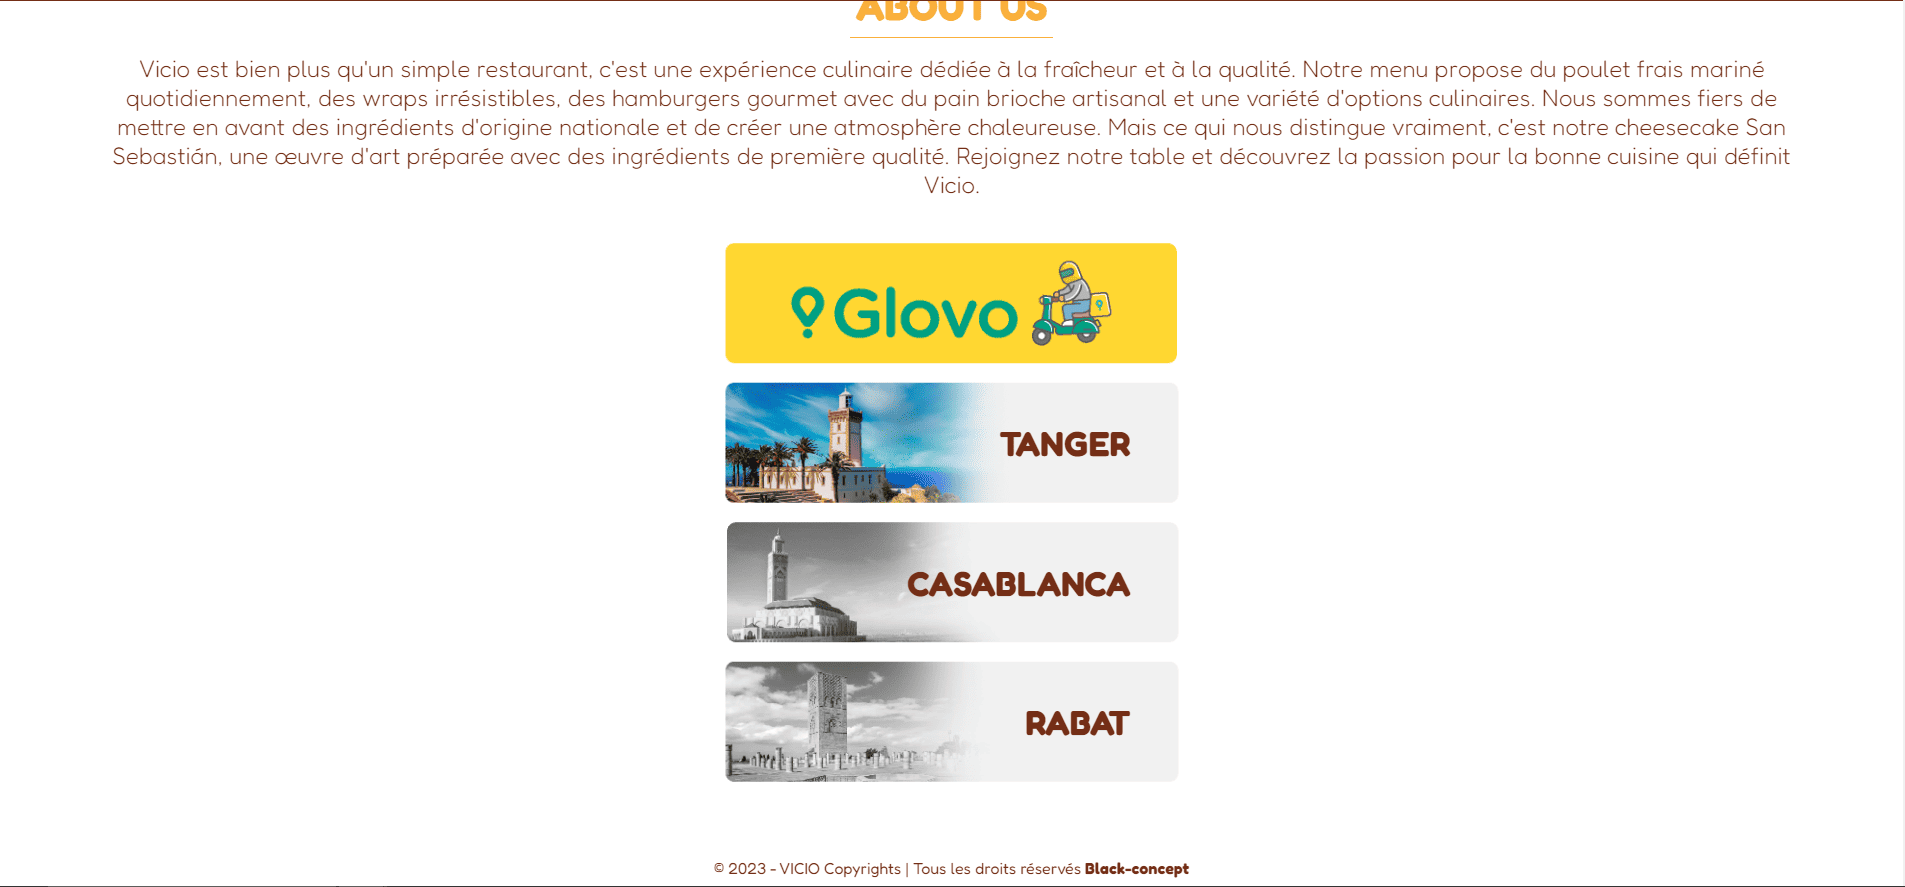 ABOUT US
Vicio est bien plus qu'un simple restaurant, c'est une expérience culinaire dédiée à la fraîcheur et à la qualité. Notre menu propose du poulet frais mariné
quotidiennement, des wraps irrésistibles, des hamburgers gourmet avec du pain brioche artisanal et une variété d'options culinaires. Nous sommes fiers de
mettre en avant des ingrédients d'origine nationale et de créer une atmosphère chaleureuse. Mais ce qui nous distingue vraiment, c'est notre cheesecake San
Sebastián, une œuvre d'art préparée avec des ingrédients de première qualité. Rejoignez notre table et découvrez la passion pour la bonne cuisine qui définit
Vicio.
Glovo
TANGER
CASABLANCA
RABAT
© 2023 - VICIO Copyrights | Tous les droits réservés Black-concept